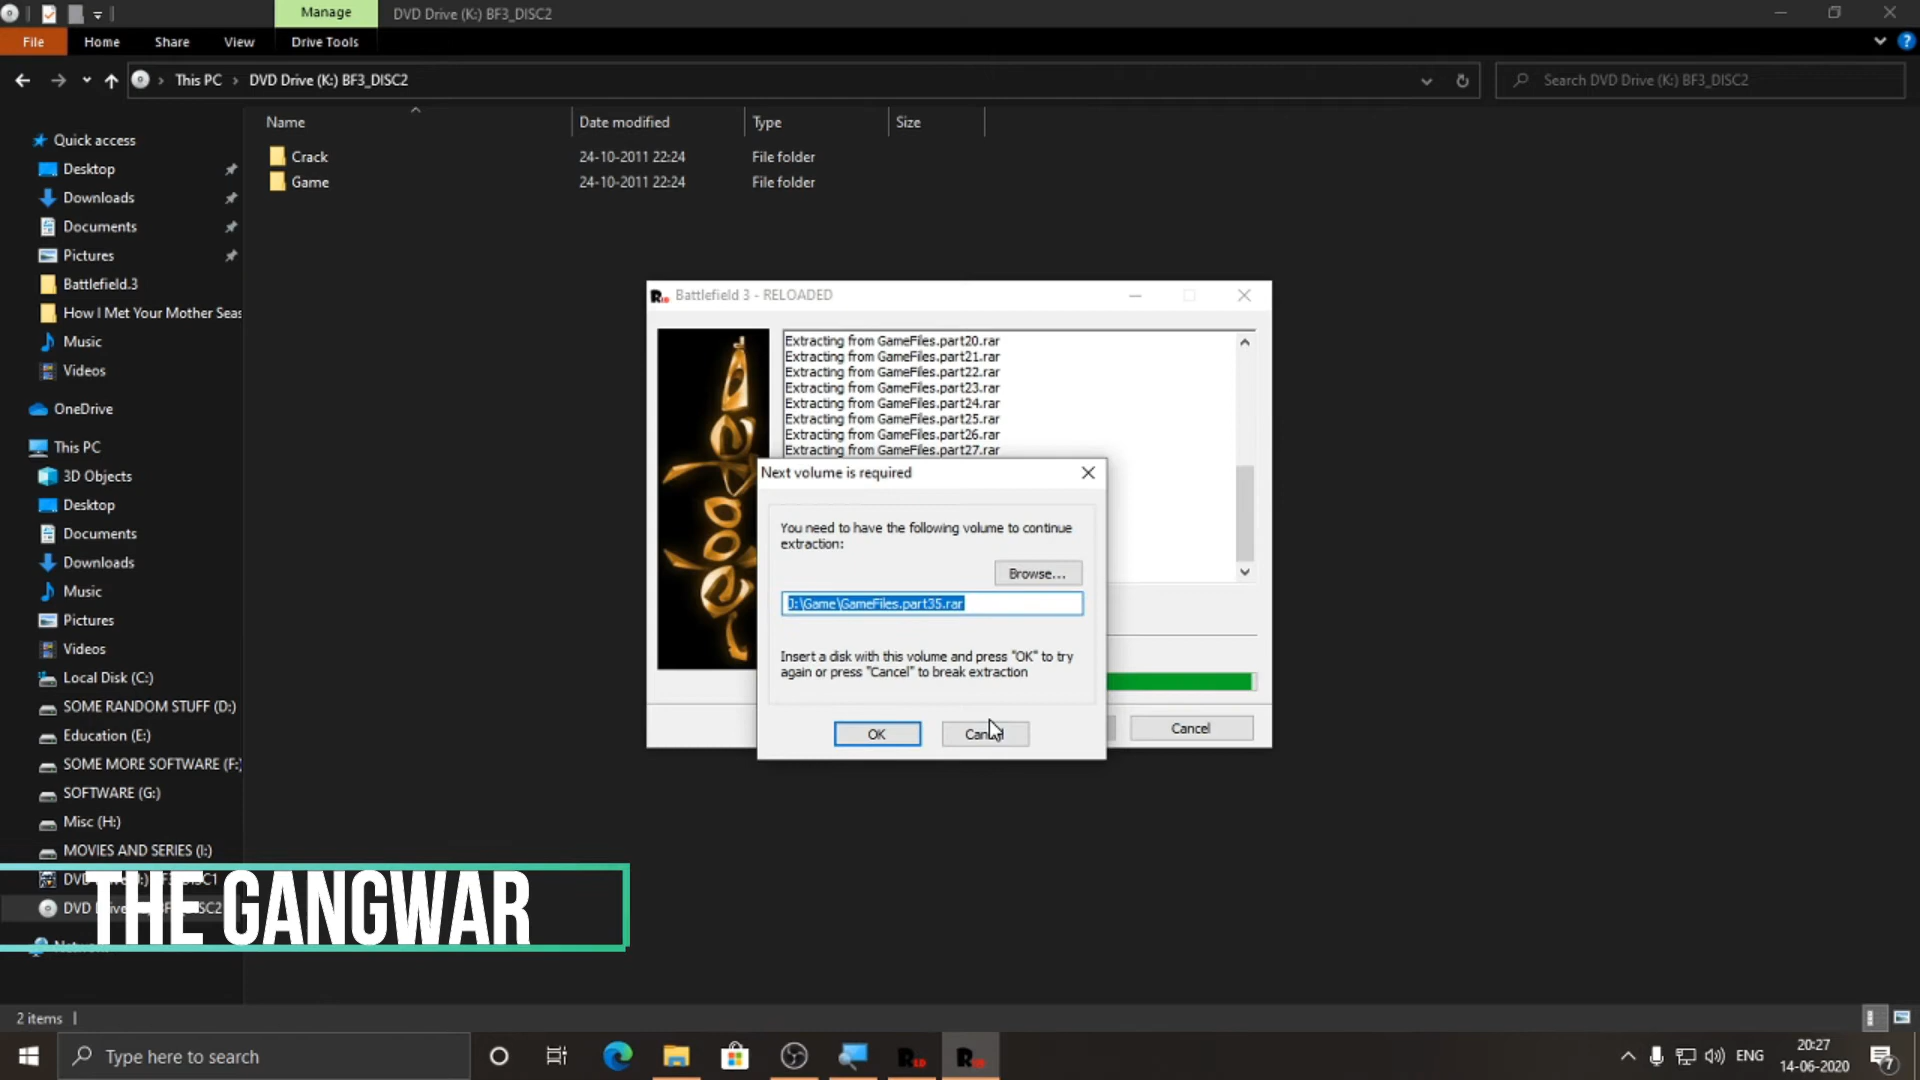 Manage
DVD Drive (K:) BF3_DISC2
File
Home
Share
View
Drive Tools
This PC
DVD Drive (K:) BF3_DISC2
Search DVD Drive (K:) BF3_DISC2
Name
Date modified
Type
Size
Crack
24-10-2011 22:24
File folder
Game
24-10-2011 22:24
File folder
Quick access
Desktop
Downloads
Documents
Pictures
Battlefield.3
How I Met Your Mother Seas
Music
Videos
OneDrive
This PC
3D Objects
Desktop
Documents
Downloads
Music
Pictures
Videos
Local Disk (C:)
SOME RANDOM STUFF (D:)
Education (E:)
SOME MORE SOFTWARE (F:)
SOFTWARE (G:)
Misc (H:)
MOVIES AND SERIES (I:)
Battlefield 3 - RELOADED
reloaded
Extracting from GameFiles.part20.rar
Extracting from GameFiles.part21.rar
Extracting from GameFiles.part22.rar
Extracting from GameFiles.part23.rar
Extracting from GameFiles.part24.rar
Extracting from GameFiles.part25.rar
Extracting from GameFiles.part26.rar
Extracting from GameFiles.part27.rar
Next volume is required
You need to have the following volume to continue
extraction:
Browse...
J:\Game\GameFiles.part35.rar
Insert a disk with this volume and press "OK" to try
again or press "Cancel" to break extraction
OK
Cancel
Cancel
THE GANGWAR
2 items
Type here to search
ENG
20:27
14-06-2020
7